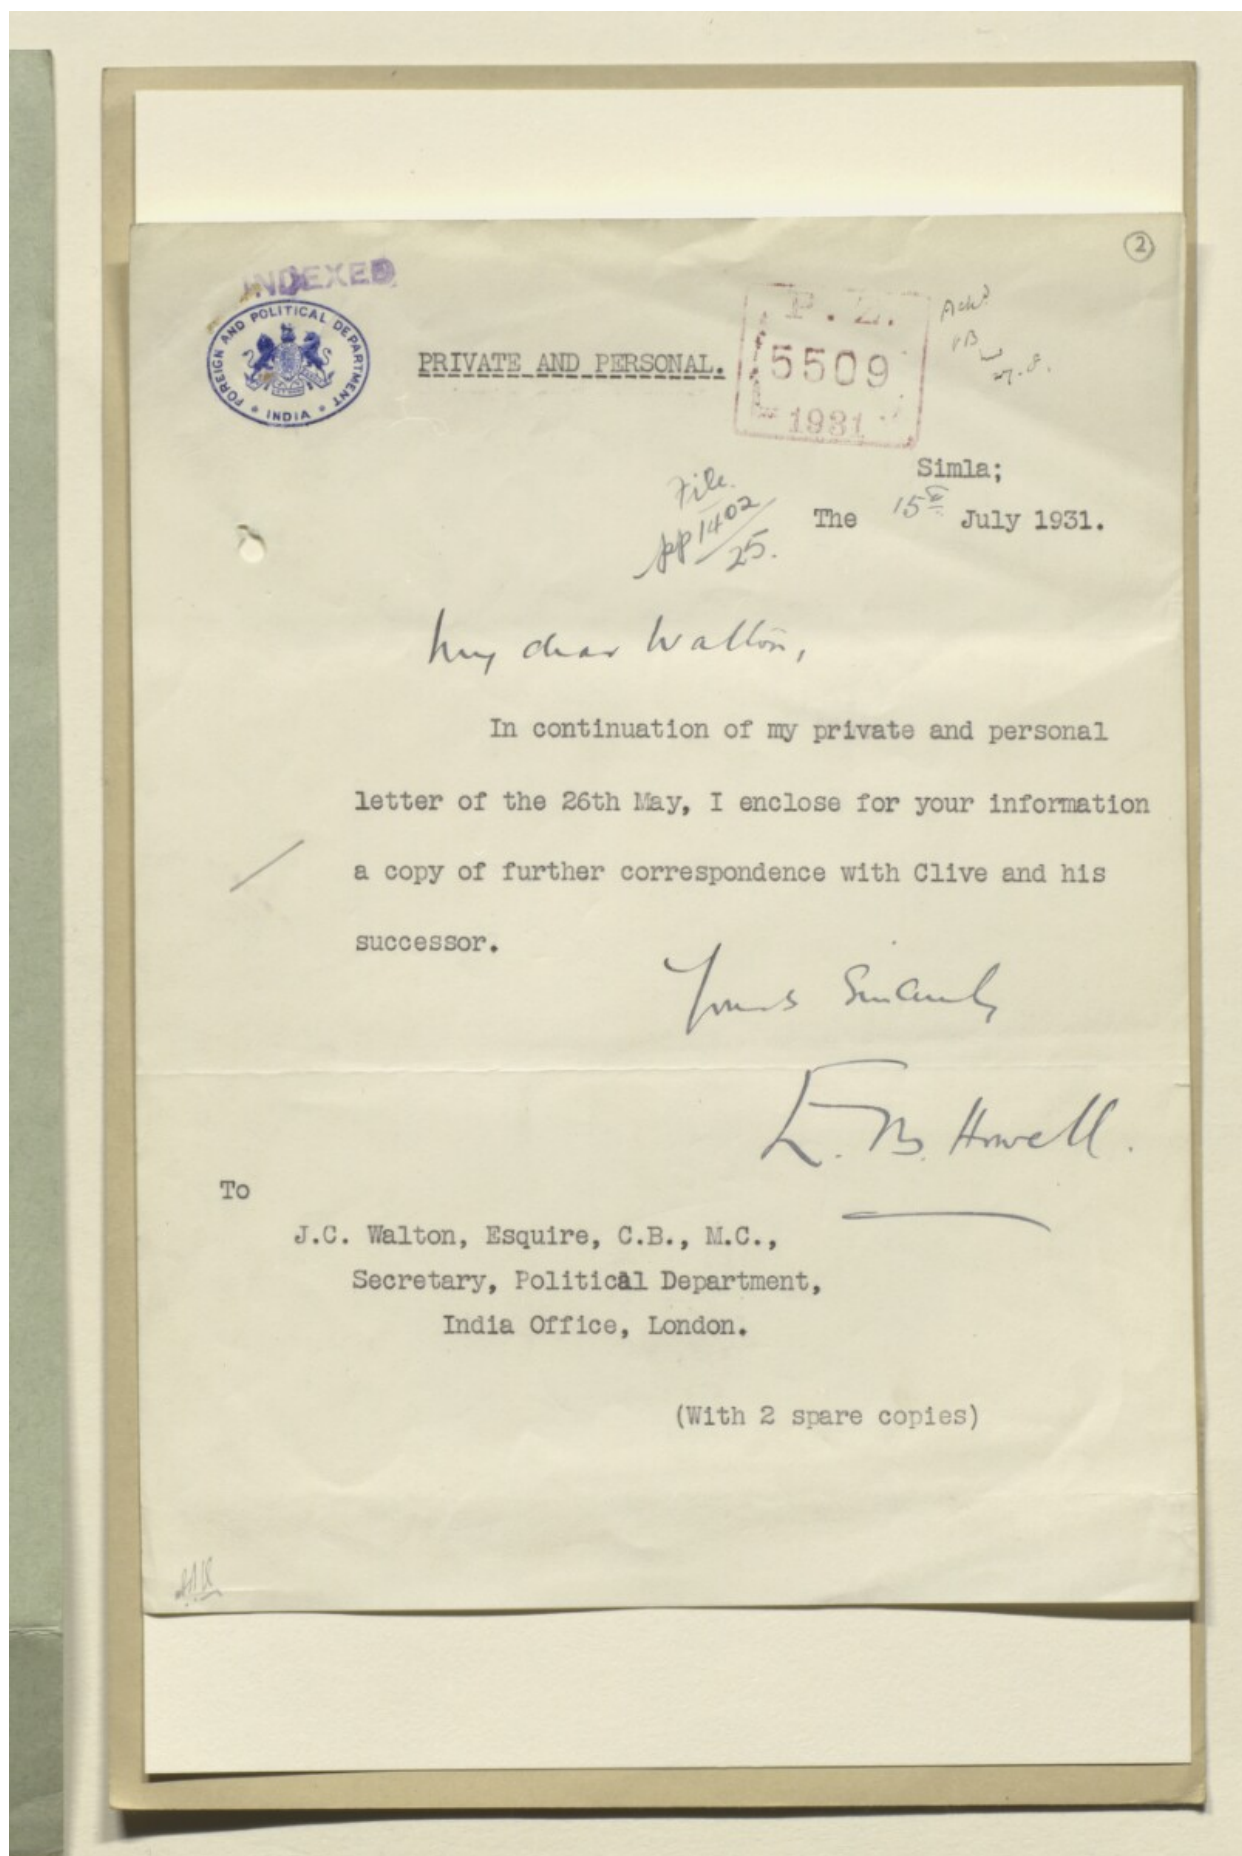 2
INDEXED
FOREIGN AND POLITICAL DEPARTMENT
* INDIA *
PRIVATE AND PERSONAL.
P. Z.
5509
1931
Simla;
File.
pp 1402/25.
The 15th July 1931.
My dear Walton,
In continuation of my private and personal
letter of the 26th May, I enclose for your information
a copy of further correspondence with Clive and his
successor.
Yours Sincerely
E. B. Howell.
To
J.C. Walton, Esquire, C.B., M.C.,
Secretary, Political Department,
India Office, London.
(With 2 spare copies)